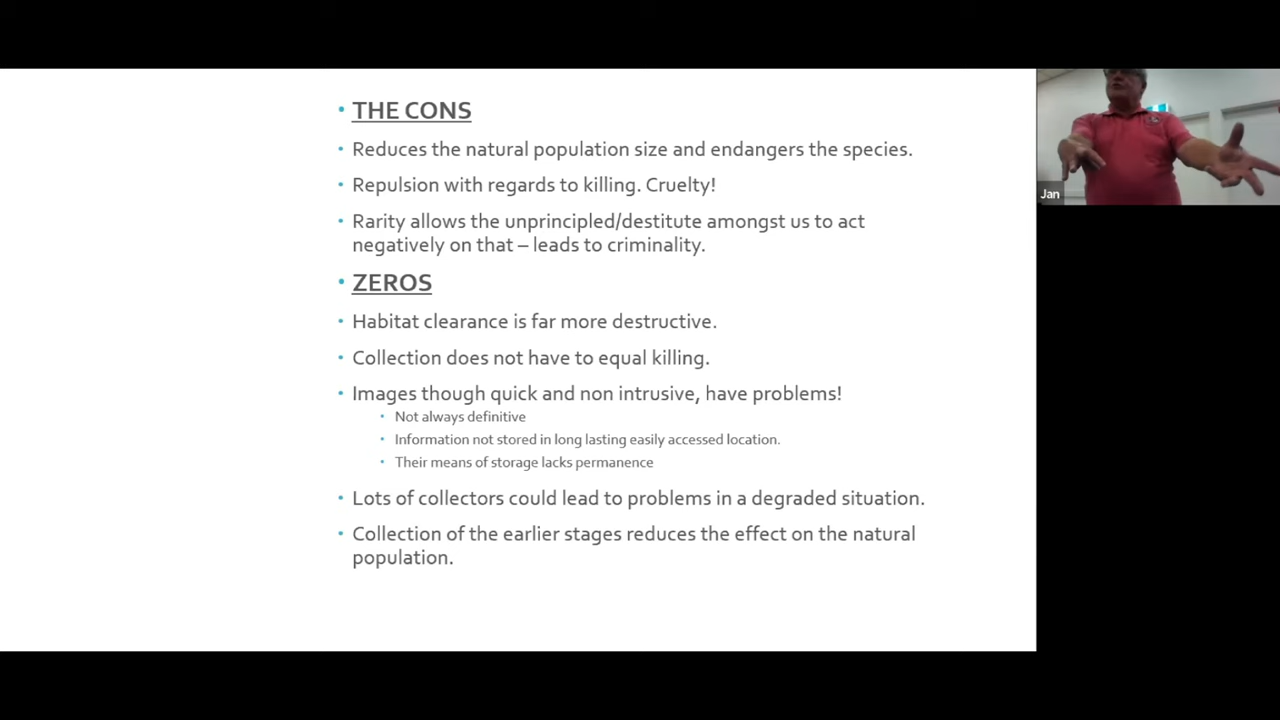 THE CONS
Reduces the natural population size and endangers the species.
Repulsion with regards to killing. Cruelty!
Rarity allows the unprincipled/destitute amongst us to act
negatively on that – leads to criminality.
ZEROS
Habitat clearance is far more destructive.
Collection does not have to equal killing.
Images though quick and non intrusive, have problems!
Not always definitive
Information not stored in long lasting easily accessed location.
Their means of storage lacks permanence
Lots of collectors could lead to problems in a degraded situation.
Collection of the earlier stages reduces the effect on the natural
population.
Jan